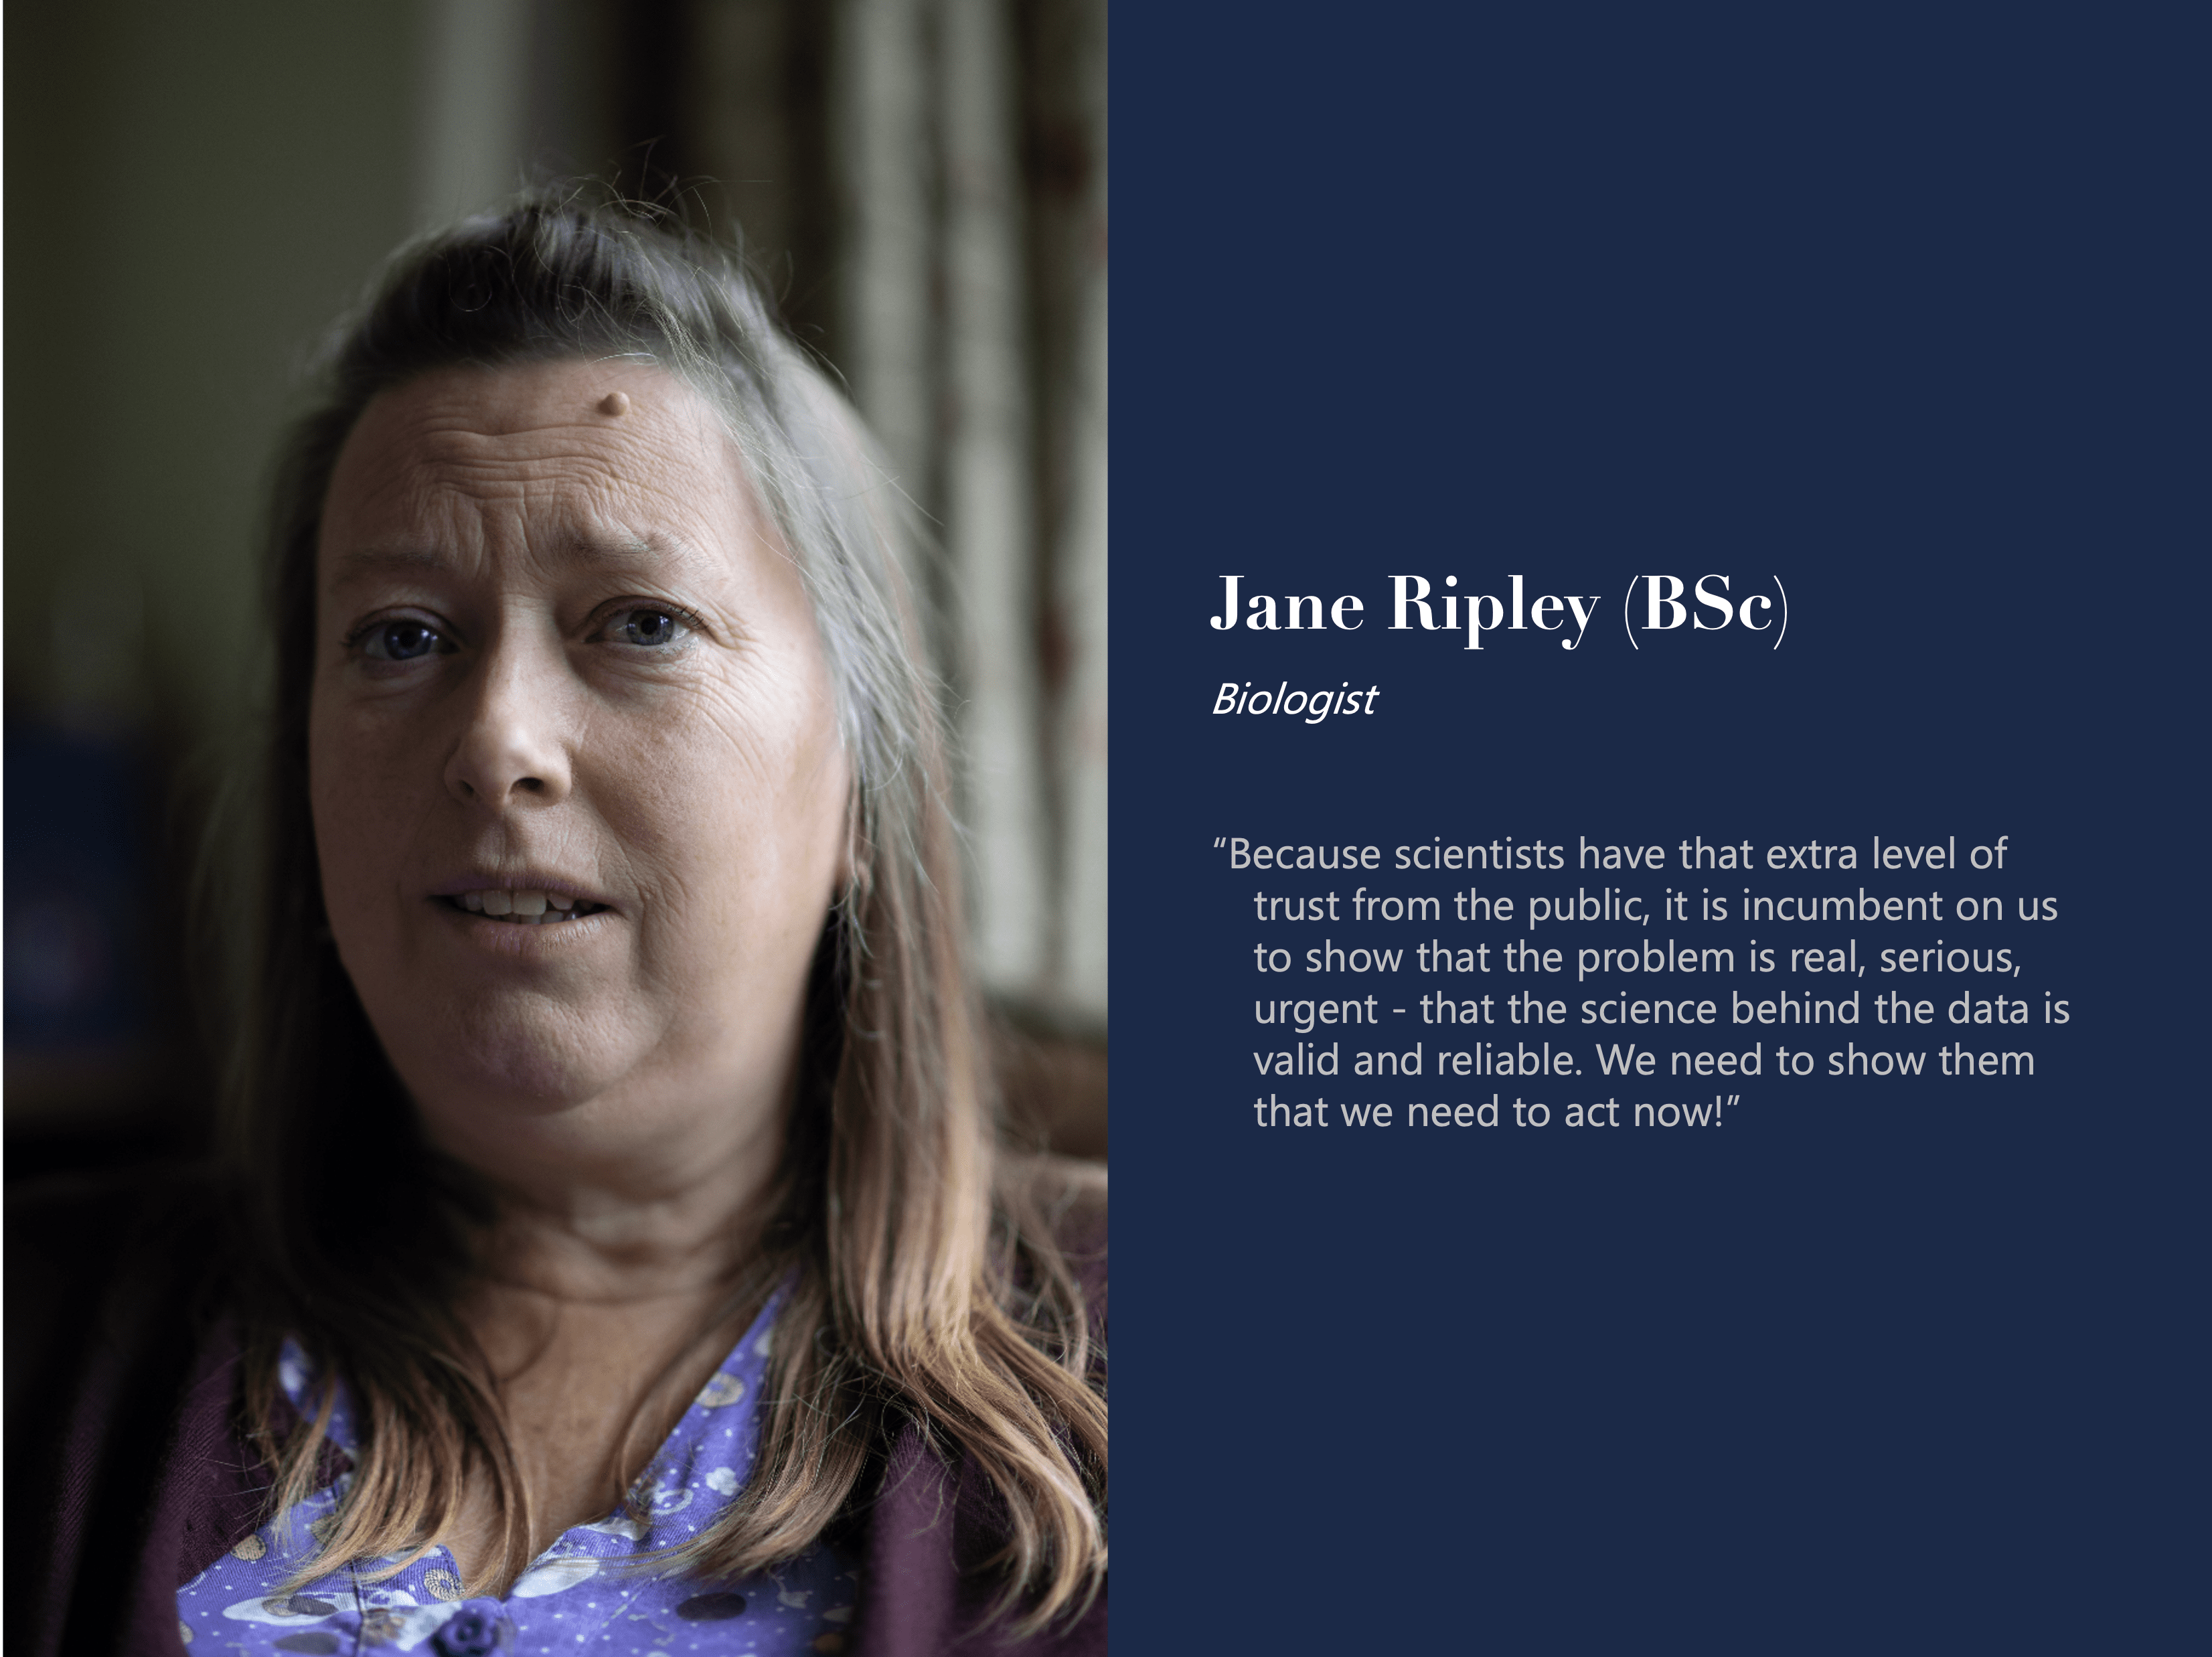 Jane Ripley (BSc)
Biologist
“Because scientists have that extra level of
trust from the public, it is incumbent on us
to show that the problem is real, serious,
urgent - that the science behind the data is
valid and reliable. We need to show them
that we need to act now!”